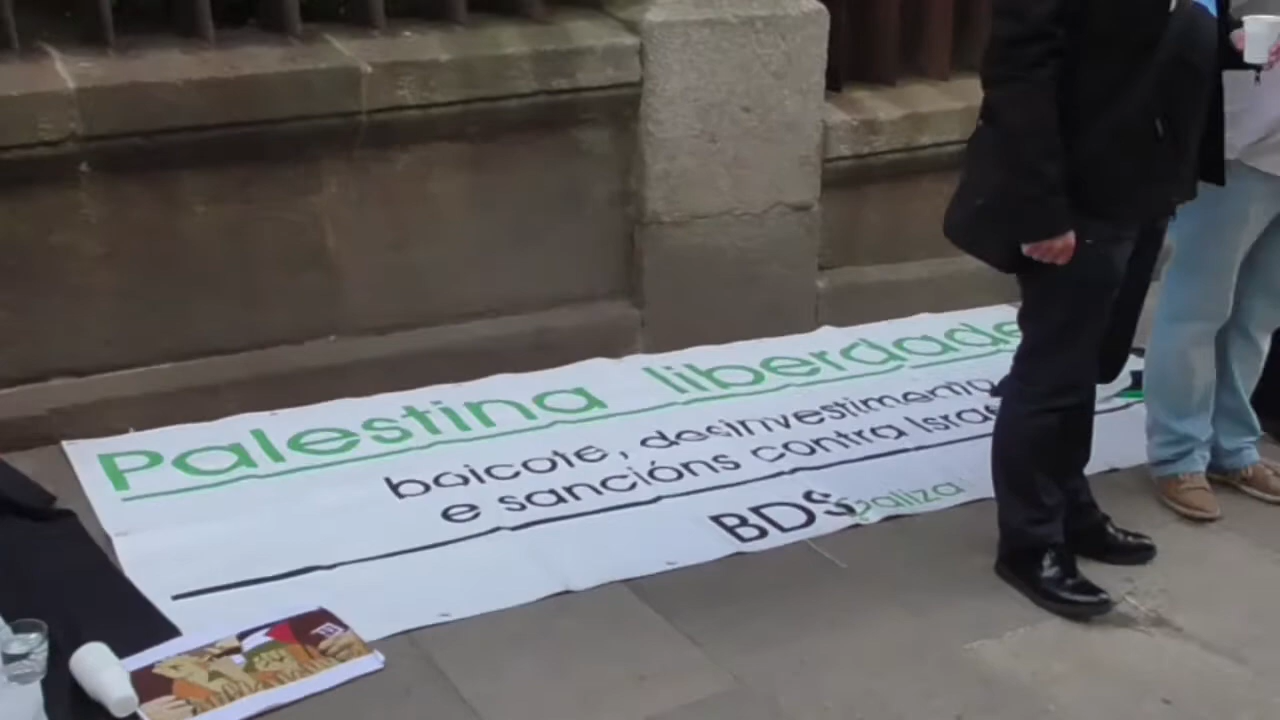 Palestina liberdade
boicote, desinvestimento
e sancións contra Israel
BDS galiza